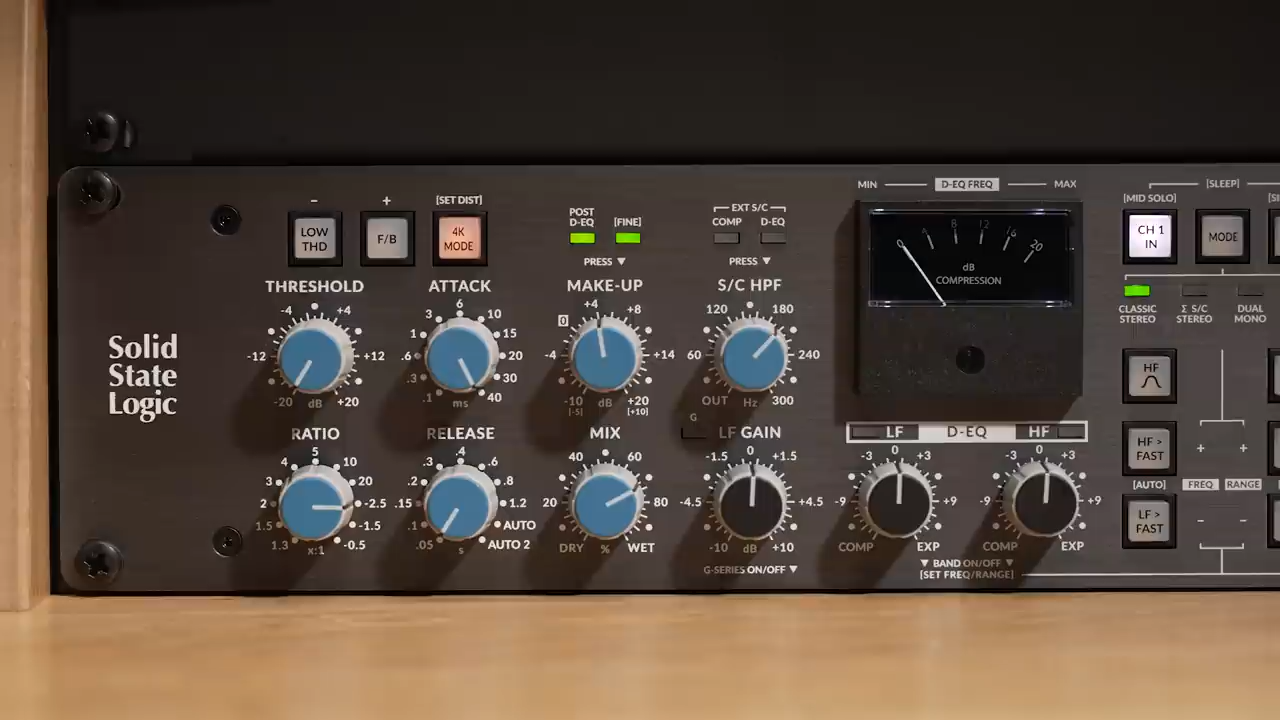 MIN D-EQ FREQ MAX
[SLEEP]
- + [SET DIST]
[MID SOLO]
EXT S/C
POST D-EQ [FINE]
COMP D-EQ
LOW THD F/B 4K MODE
CH 1 IN MODE
PRESS ▼ PRESS ▼
0 4 8 12 16 20
dB
COMPRESSION
THRESHOLD ATTACK MAKE-UP S/C HPF
CLASSIC STEREO Σ S/C STEREO DUAL MONO
-20 -12 -4 +4 +12 +20
dB
.1 .3 .6 1 3 6 10 15 20 30 40
ms
-10 [-5] -4 0 +4 +8 +14 +20 [+10]
dB
OUT 60 120 180 240 300
Hz
Solid
State
Logic
HF
G
RATIO RELEASE MIX LF GAIN
LF D-EQ HF
1.3 1.5 2 3 4 5 10 20 -2.5 -1.5 -0.5
x:1
.05 .1 .15 .2 .3 .4 .6 .8 1.2 AUTO AUTO 2
s
DRY 20 40 60 80 WET
%
-10 -4.5 -1.5 0 +1.5 +4.5 +10
dB
COMP -9 -3 0 +3 +9 EXP
COMP -9 -3 0 +3 +9 EXP
HF > FAST
+ +
[AUTO] FREQ RANGE
LF > FAST
- -
G-SERIES ON/OFF ▼
▼ BAND ON/OFF ▼
[SET FREQ/RANGE]